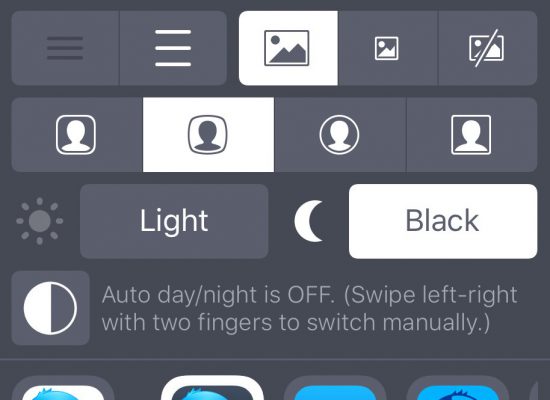 Light
Black
Auto day/night is OFF. (Swipe left-right
with two fingers to switch manually.)